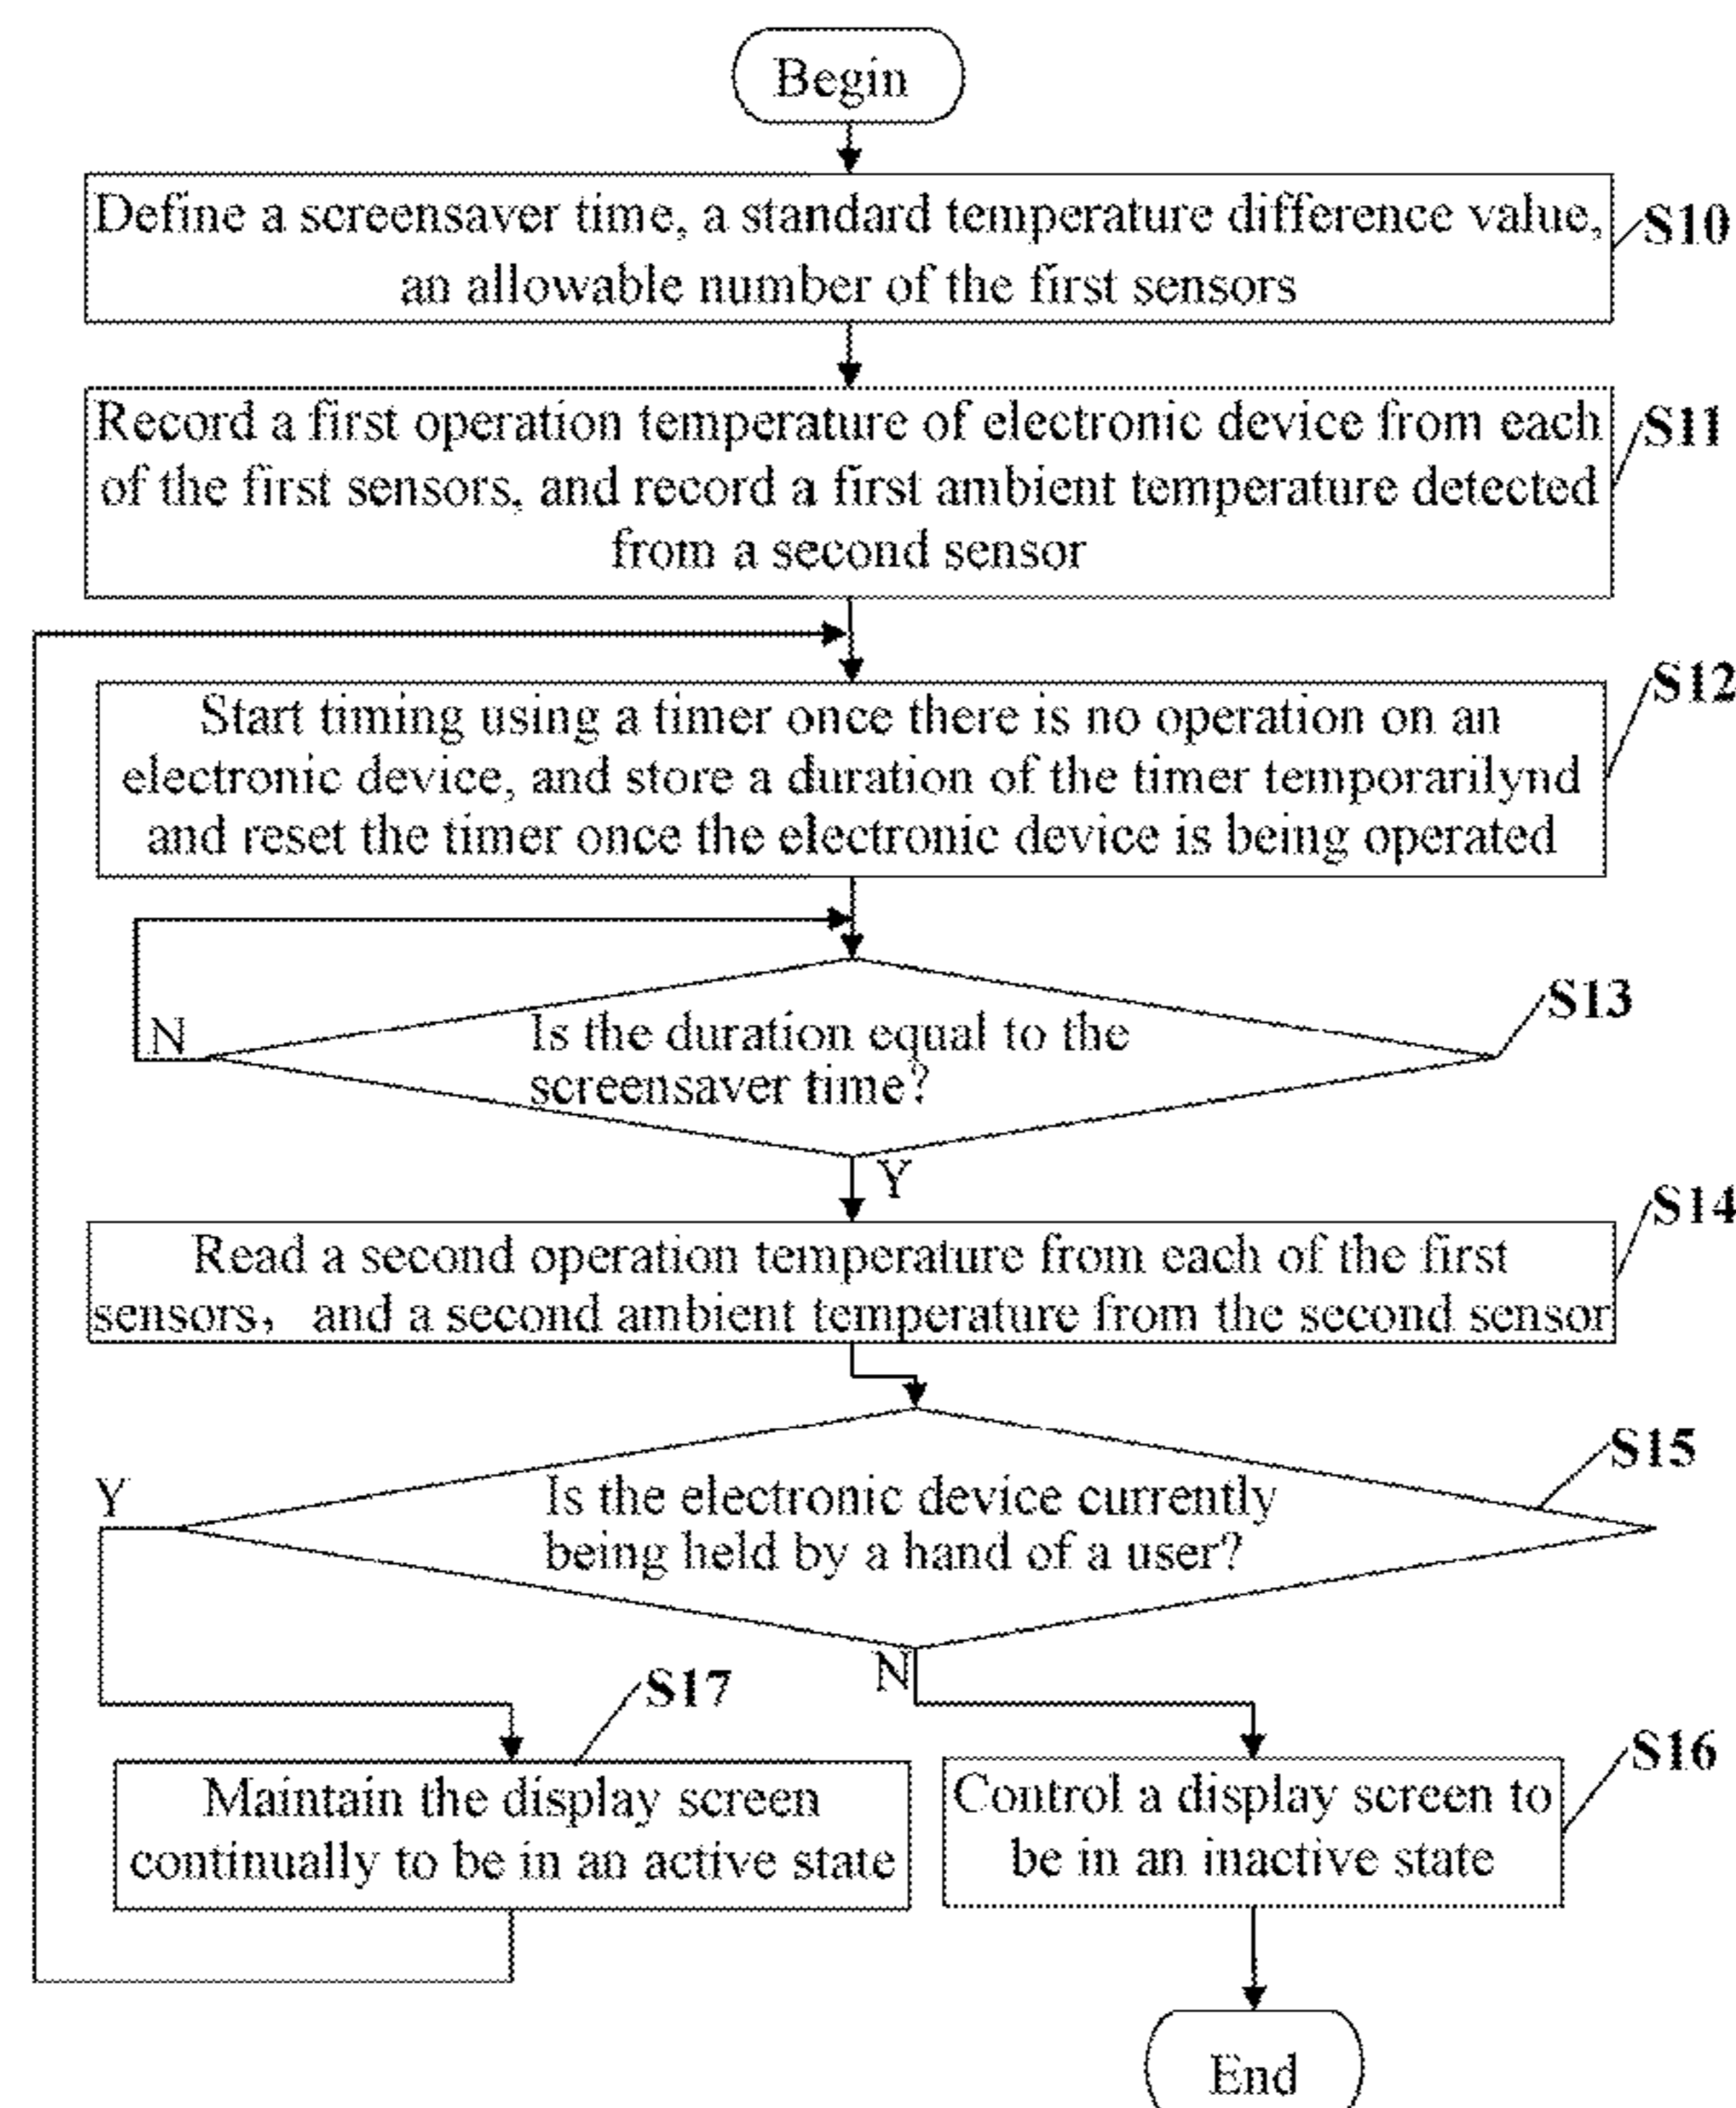 Begin
Define a screensaver time, a standard temperature difference value,
an allowable number of the first sensors
S10
Record a first operation temperature of electronic device from each
of the first sensors, and record a first ambient temperature detected
from a second sensor
S11
Start timing using a timer once there is no operation on an
electronic device, and store a duration of the timer temporarilynd
and reset the timer once the electronic device is being operated
S12
Is the duration equal to the
screensaver time?
S13
N
Y
Read a second operation temperature from each of the first
sensors, and a second ambient temperature from the second sensor
S14
Is the electronic device currently
being held by a hand of a user?
S15
Y
N
S17
Maintain the display screen
continually to be in an active state
Control a display screen to
be in an inactive state
S16
End